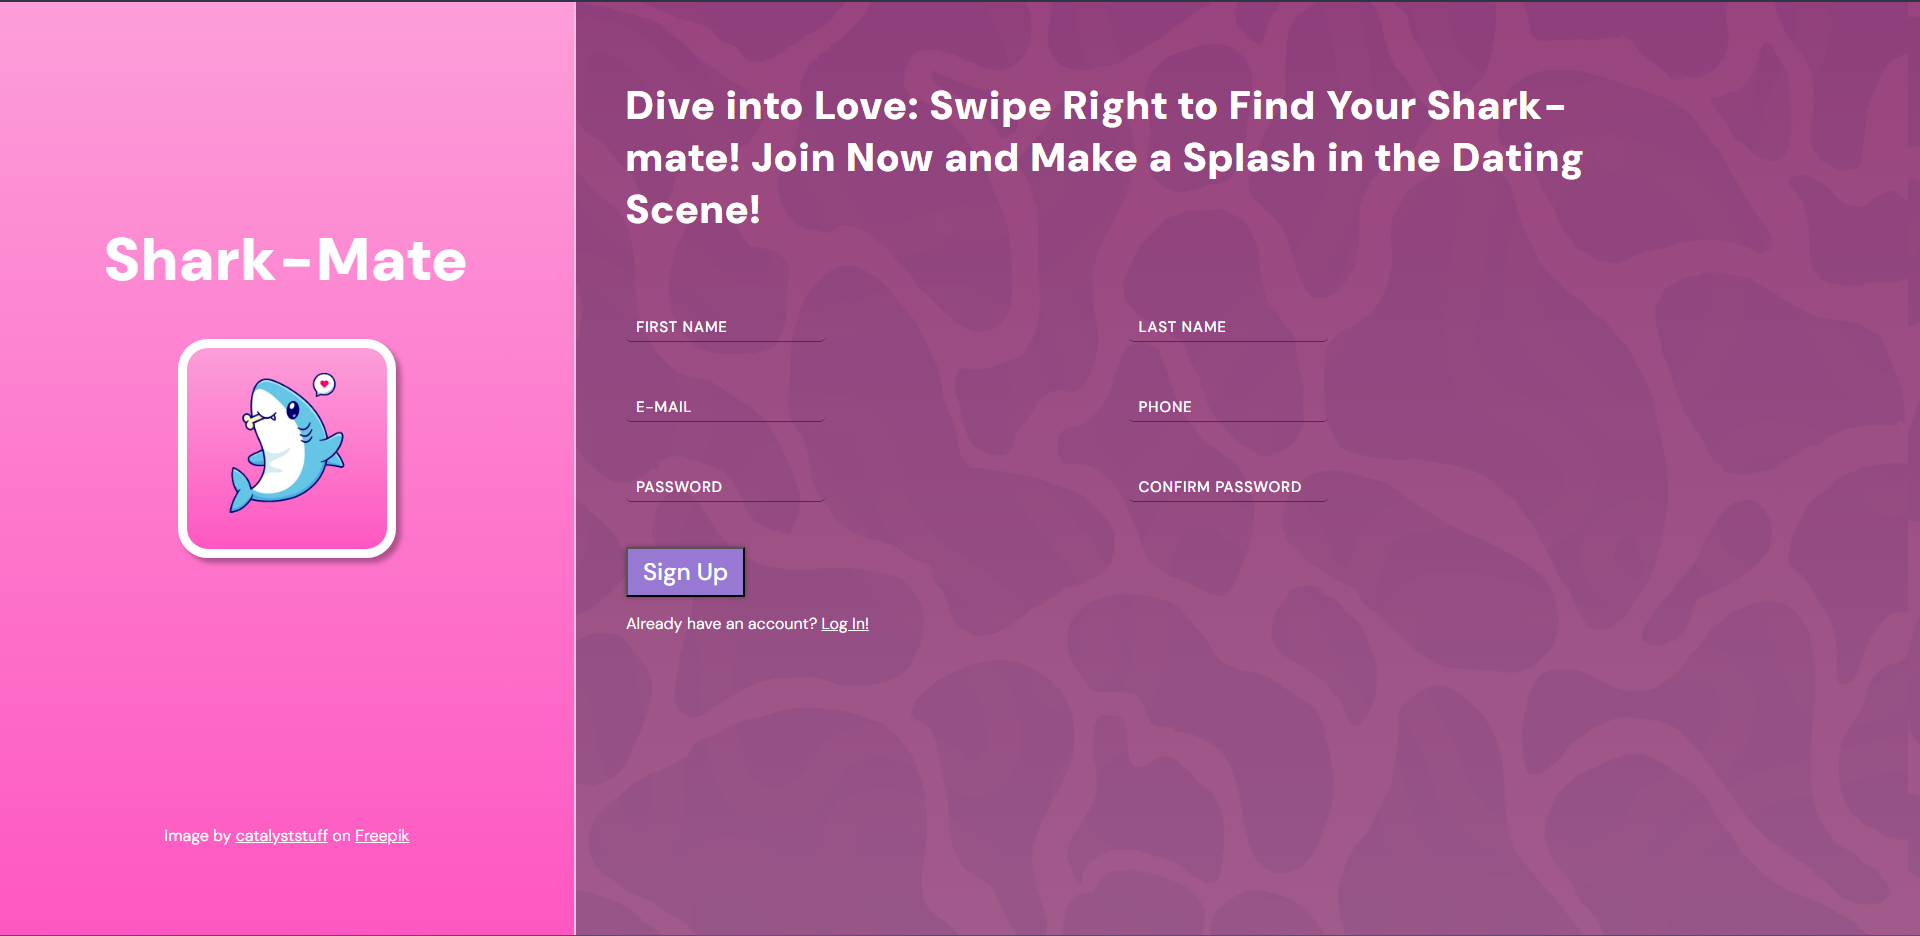 Shark-Mate
Image by catalyststuff on Freepik
Dive into Love: Swipe Right to Find Your Shark-
mate! Join Now and Make a Splash in the Dating
Scene!
FIRST NAME
LAST NAME
E-MAIL
PHONE
PASSWORD
CONFIRM PASSWORD
Sign Up
Already have an account? Log In!